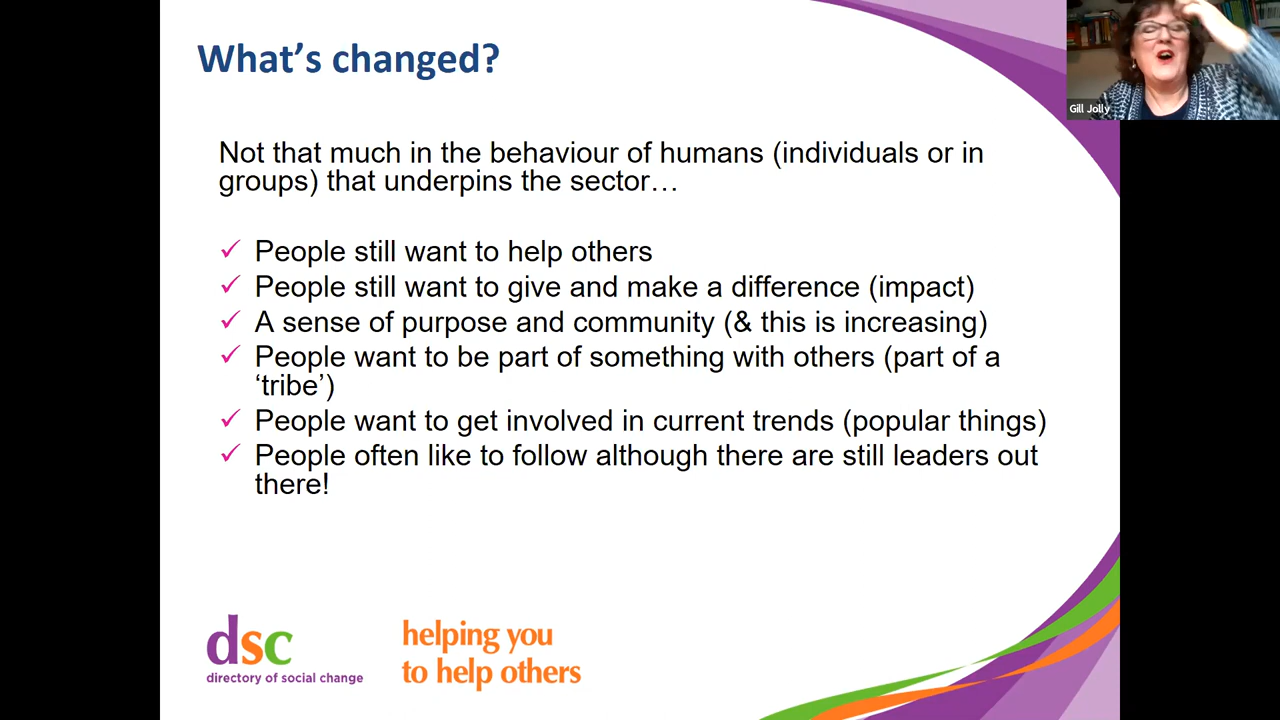 What’s changed?
Gill Jolly
Not that much in the behaviour of humans (individuals or in
groups) that underpins the sector…
✓ People still want to help others
✓ People still want to give and make a difference (impact)
✓ A sense of purpose and community (& this is increasing)
✓ People want to be part of something with others (part of a
‘tribe’)
✓ People want to get involved in current trends (popular things)
✓ People often like to follow although there are still leaders out
there!
dsc
directory of social change
helping you
to help others